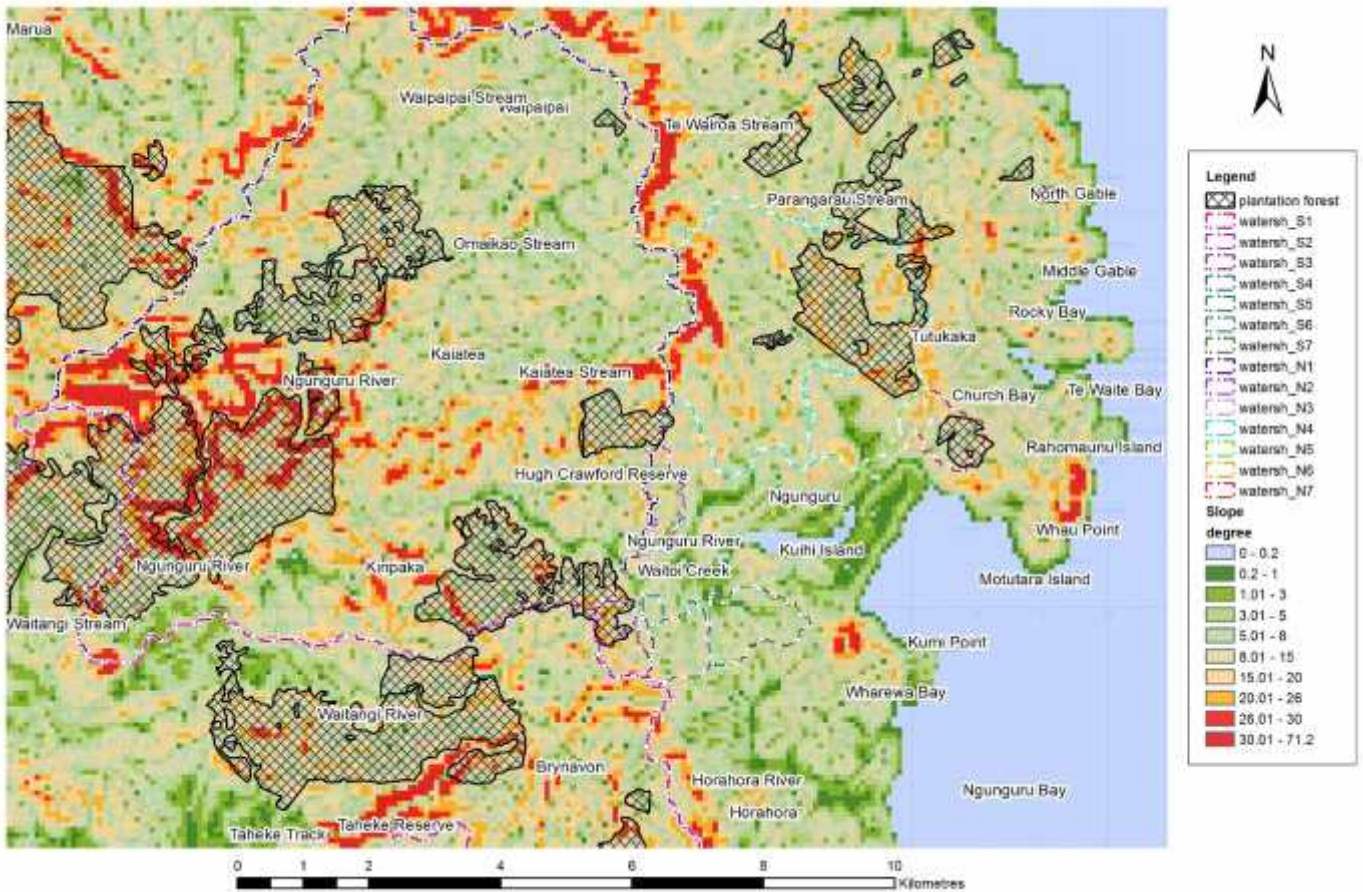 Marua
Waipaipai Stream
Waipaipai
Te Wairoa Stream
Parangarau Stream
North Gable
Omaikao Stream
Middle Gable
Rocky Bay
Tutukaka
Kaiatea
Kaiatea Stream
Ngunguru River
Church Bay
Te Waite Bay
Rahomaunu Island
Hugh Crawford Reserve
Ngunguru
Whau Point
Ngunguru River
Kuihi Island
Ngunguru River
Kinpaka
Waitoi Creek
Motutara Island
Waitangi Stream
Kumi Point
Wharewa Bay
Waitangi River
Brynavon
Horahora River
Ngunguru Bay
Horahora
Taheke Track
Taheke Reserve
0 1 2 4 6 8 10
Kilometres
N
Legend
plantation forest
watersh_S1
watersh_S2
watersh_S3
watersh_S4
watersh_S5
watersh_S6
watersh_S7
watersh_N1
watersh_N2
watersh_N3
watersh_N4
watersh_N5
watersh_N6
watersh_N7
Slope
degree
0 - 0.2
0.2 - 1
1.01 - 3
3.01 - 5
5.01 - 8
8.01 - 15
15.01 - 20
20.01 - 26
26.01 - 30
30.01 - 71.2